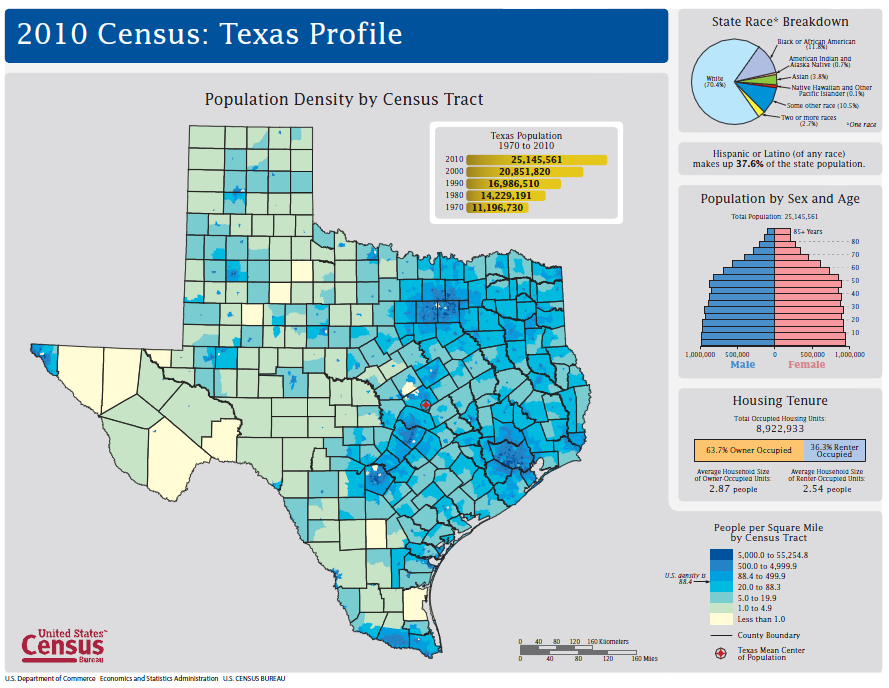 2010 Census: Texas Profile
Population Density by Census Tract
Texas Population
1970 to 2010
2010 25,145,561
2000 20,851,820
1990 16,986,510
1980 14,229,191
1970 11,196,730
State Race* Breakdown
Black or African American
(11.8%)
American Indian and
Alaska Native (0.7%)
Asian (3.8%)
Native Hawaiian and Other
Pacific Islander (0.1%)
Some other race (10.5%)
Two or more races
(2.7%)
White
(70.4%)
*One race
Hispanic or Latino (of any race)
makes up 37.6% of the state population.
Population by Sex and Age
Total Population: 25,145,561
85+ Years
80
70
60
50
40
30
20
10
1,000,000 500,000 0 500,000 1,000,000
Male Female
Housing Tenure
Total Occupied Housing Units:
8,922,933
63.7% Owner Occupied
36.3% Renter
Occupied
Average Household Size
of Owner-Occupied Units:
2.87 people
Average Household Size
of Renter-Occupied Units:
2.54 people
People per Square Mile
by Census Tract
5,000.0 to 55,254.8
500.0 to 4,999.9
88.4 to 499.9
20.0 to 88.3
5.0 to 19.9
1.0 to 4.9
Less than 1.0
U.S. density is
88.4
County Boundary
Texas Mean Center
of Population
0 40 80 120 160 Kilometers
0 40 80 120 160 Miles
United States™
Census
Bureau
U.S. Department of Commerce Economics and Statistics Administration U.S. CENSUS BUREAU